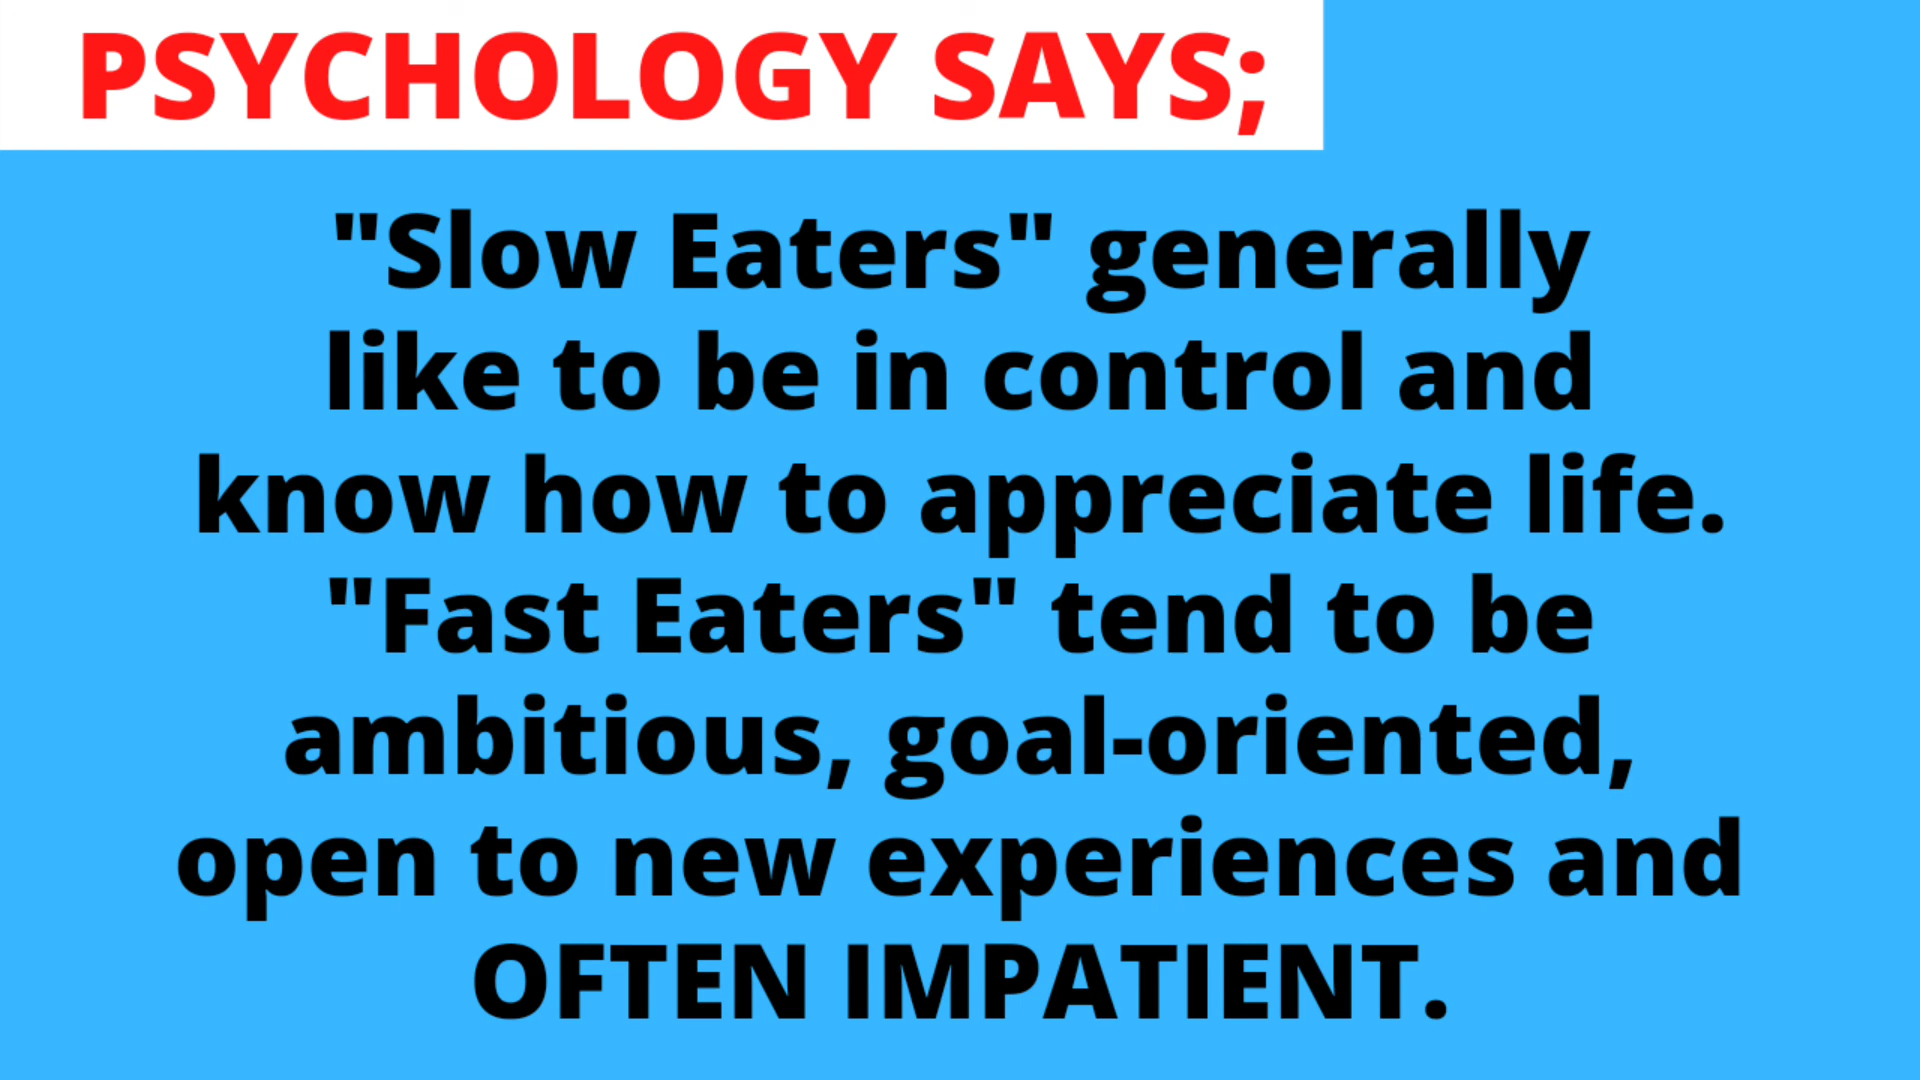 PSYCHOLOGY SAYS;
"Slow Eaters" generally
like to be in control and
know how to appreciate life.
"Fast Eaters" tend to be
ambitious, goal-oriented,
open to new experiences and
OFTEN IMPATIENT.